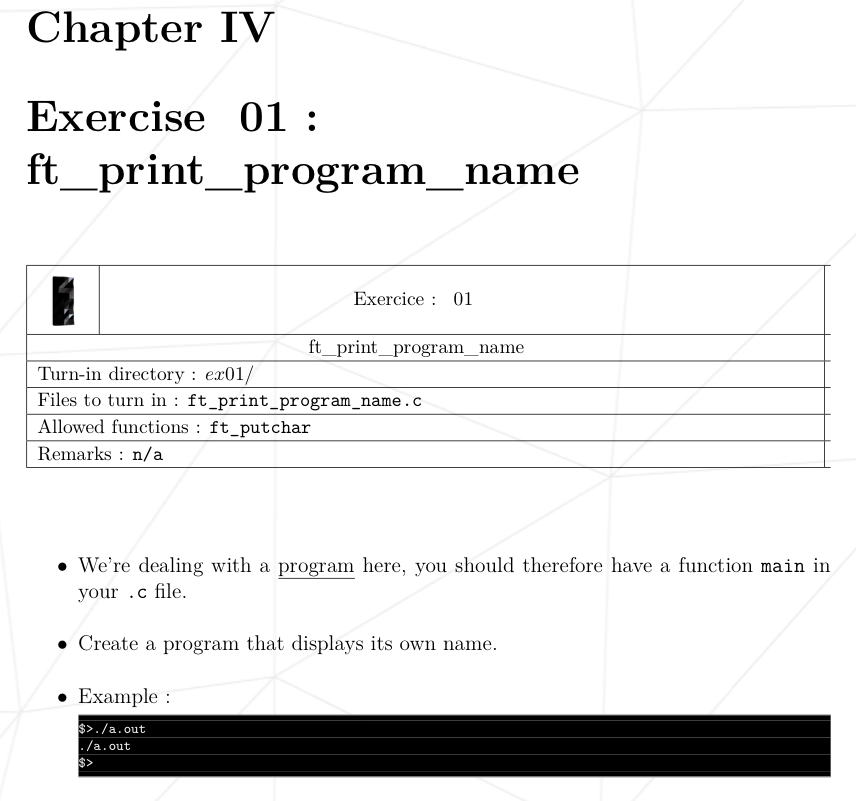 Chapter IV
Exercise 01 :
ft_print_program_name
Exercice : 01
ft_print_program_name
Turn-in directory : ex01/
Files to turn in : ft_print_program_name.c
Allowed functions : ft_putchar
Remarks : n/a
• We're dealing with a program here, you should therefore have a function main in
your .c file.
• Create a program that displays its own name.
• Example :
$>./a.out
./a.out
$>